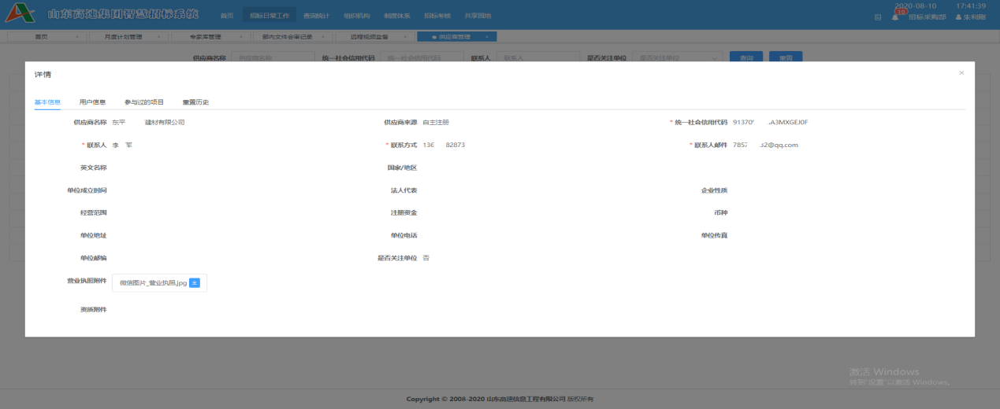 山东高速集团智慧招标系统 首页 招标日常工作 查询统计 组织机构 制度体系 招标考核 共享园地 10 招标采购部 朱利刚
2020-08-10 17:41:39
首页 × 月度计划管理 × 专家库管理 × 部内文件会审记录 × 远程视频监督 × 供应商管理 ×
供应商名称 供应商名称 统一社会信用代码 统一社会信用代码 联系人 联系人 是否关注单位 是否关注单位 查询 重置
详情 ×
基本信息 用户信息 参与过的项目 重置历史
供应商名称 东平 建材有限公司 供应商来源 自主注册 * 统一社会信用代码 9137 A3MXGEJ0F
* 联系人 李 军 * 联系方式 136 82873 * 联系人邮件 785 s2@qq.com
英文名称 国家/地区
单位成立时间 法人代表 企业性质
经营范围 注册资金 币种
单位地址 单位电话 单位传真
单位邮编 是否关注单位 否
营业执照附件 微信图片_营业执照.jpg
资质附件
激活 Windows
转到"设置"以激活 Windows。
Copyright © 2008-2020 山东高速信息工程有限公司 版权所有